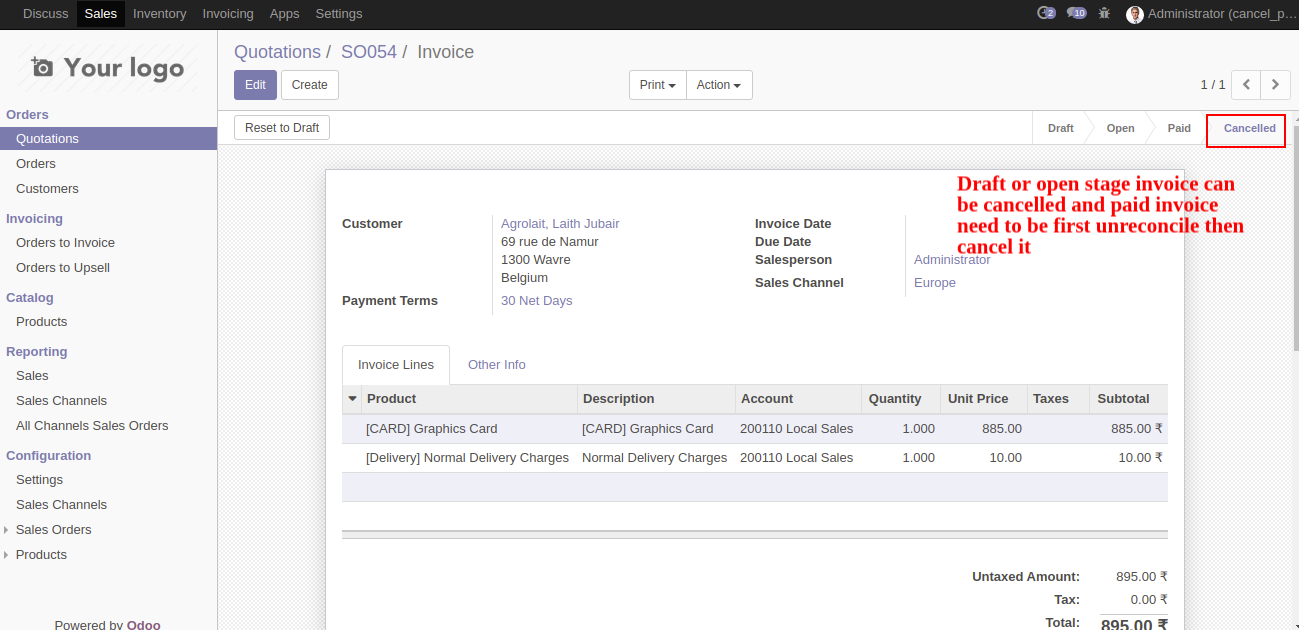 Discuss Sales Inventory Invoicing Apps Settings 2 10 Administrator (cancel_p...
Your logo
Quotations / SO054 / Invoice
Edit Create Print Action 1 / 1
Reset to Draft Draft Open Paid Cancelled
Orders
Quotations
Orders
Customers
Invoicing
Orders to Invoice
Orders to Upsell
Catalog
Products
Reporting
Sales
Sales Channels
All Channels Sales Orders
Configuration
Settings
Sales Channels
Sales Orders
Products
Powered by Odoo
Draft or open stage invoice can
be cancelled and paid invoice
need to be first unreconcile then
cancel it
Customer Agrolait, Laith Jubair
69 rue de Namur
1300 Wavre
Belgium
Payment Terms 30 Net Days
Invoice Date
Due Date
Salesperson Administrator
Sales Channel Europe
Invoice Lines Other Info
Product Description Account Quantity Unit Price Taxes Subtotal
[CARD] Graphics Card [CARD] Graphics Card 200110 Local Sales 1.000 885.00 885.00 ₹
[Delivery] Normal Delivery Charges Normal Delivery Charges 200110 Local Sales 1.000 10.00 10.00 ₹
Untaxed Amount: 895.00 ₹
Tax: 0.00 ₹
Total: 895.00 ₹